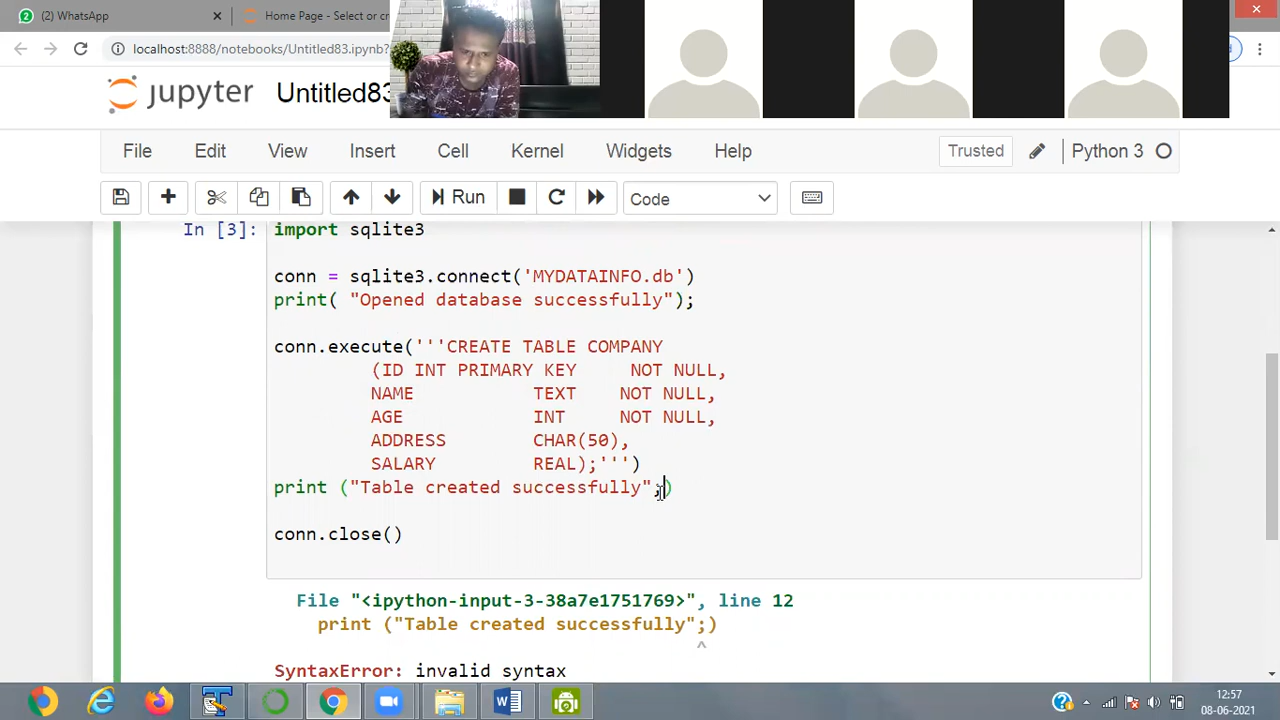 (2) WhatsApp
Home Page - Select or cr
localhost:8888/notebooks/Untitled83.ipynb?
jupyter
Untitled83
File Edit View Insert Cell Kernel Widgets Help
Trusted
Python 3
Run
Code
In [3]:
import sqlite3
conn = sqlite3.connect('MYDATAINFO.db')
print( "Opened database successfully");
conn.execute('''CREATE TABLE COMPANY
(ID INT PRIMARY KEY NOT NULL,
NAME TEXT NOT NULL,
AGE INT NOT NULL,
ADDRESS CHAR(50),
SALARY REAL);''')
print ("Table created successfully";)
conn.close()
File "<ipython-input-3-38a7e1751769>", line 12
print ("Table created successfully";)
^
SyntaxError: invalid syntax
12:57
08-06-2021